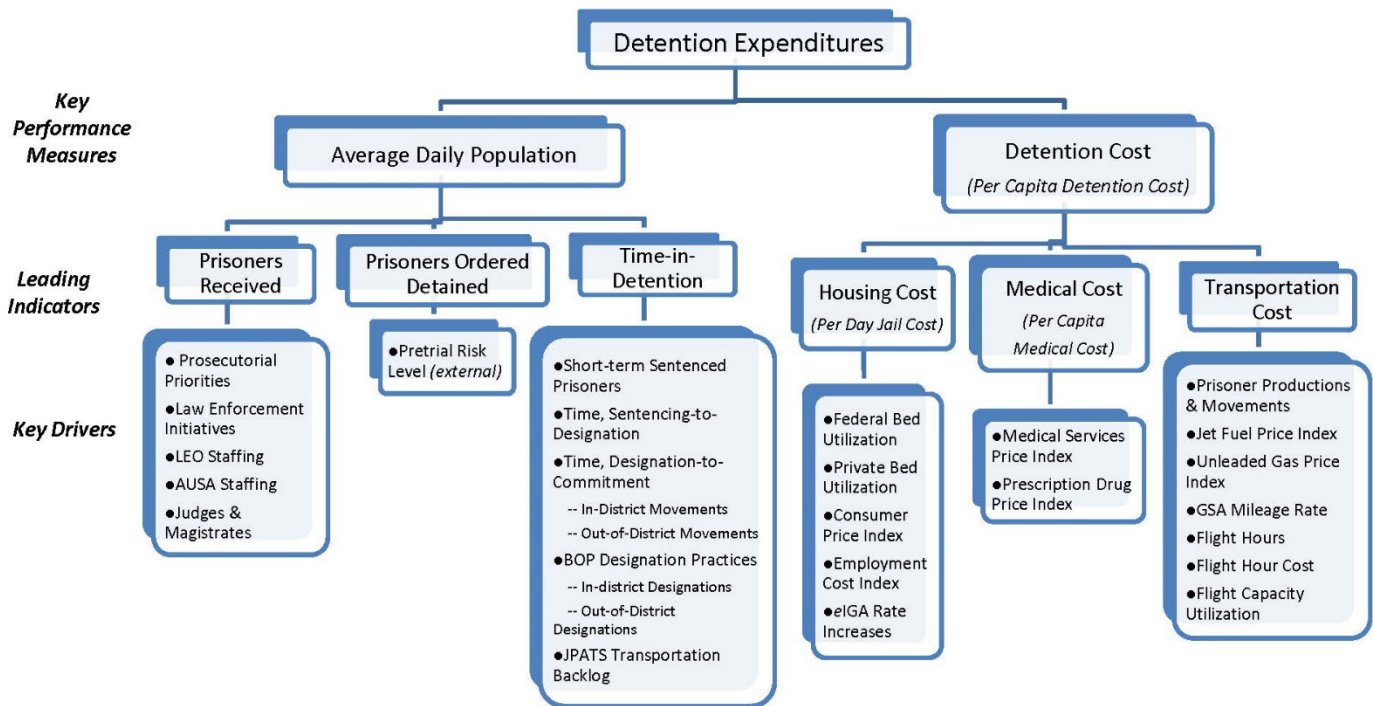 Detention Expenditures
Key
Performance
Measures
Average Daily Population
Detention Cost
(Per Capita Detention Cost)
Leading
Indicators
Prisoners
Received
Prisoners Ordered
Detained
Time-in-
Detention
Housing Cost
(Per Day Jail Cost)
Medical Cost
(Per Capita
Medical Cost)
Transportation
Cost
Key Drivers
● Prosecutorial
Priorities
●Law Enforcement
Initiatives
●LEO Staffing
●AUSA Staffing
●Judges &
Magistrates
●Pretrial Risk
Level (external)
●Short-term Sentenced
Prisoners
●Time, Sentencing-to-
Designation
●Time, Designation-to-
Commitment
-- In-District Movements
-- Out-of-District Movements
●BOP Designation Practices
-- In-district Designations
-- Out-of-District
Designations
●JPATS Transportation
Backlog
●Federal Bed
Utilization
●Private Bed
Utilization
●Consumer
Price Index
●Employment
Cost Index
●eIGA Rate
Increases
●Medical Services
Price Index
●Prescription Drug
Price Index
●Prisoner Productions
& Movements
●Jet Fuel Price Index
●Unleaded Gas Price
Index
●GSA Mileage Rate
●Flight Hours
●Flight Hour Cost
●Flight Capacity
Utilization